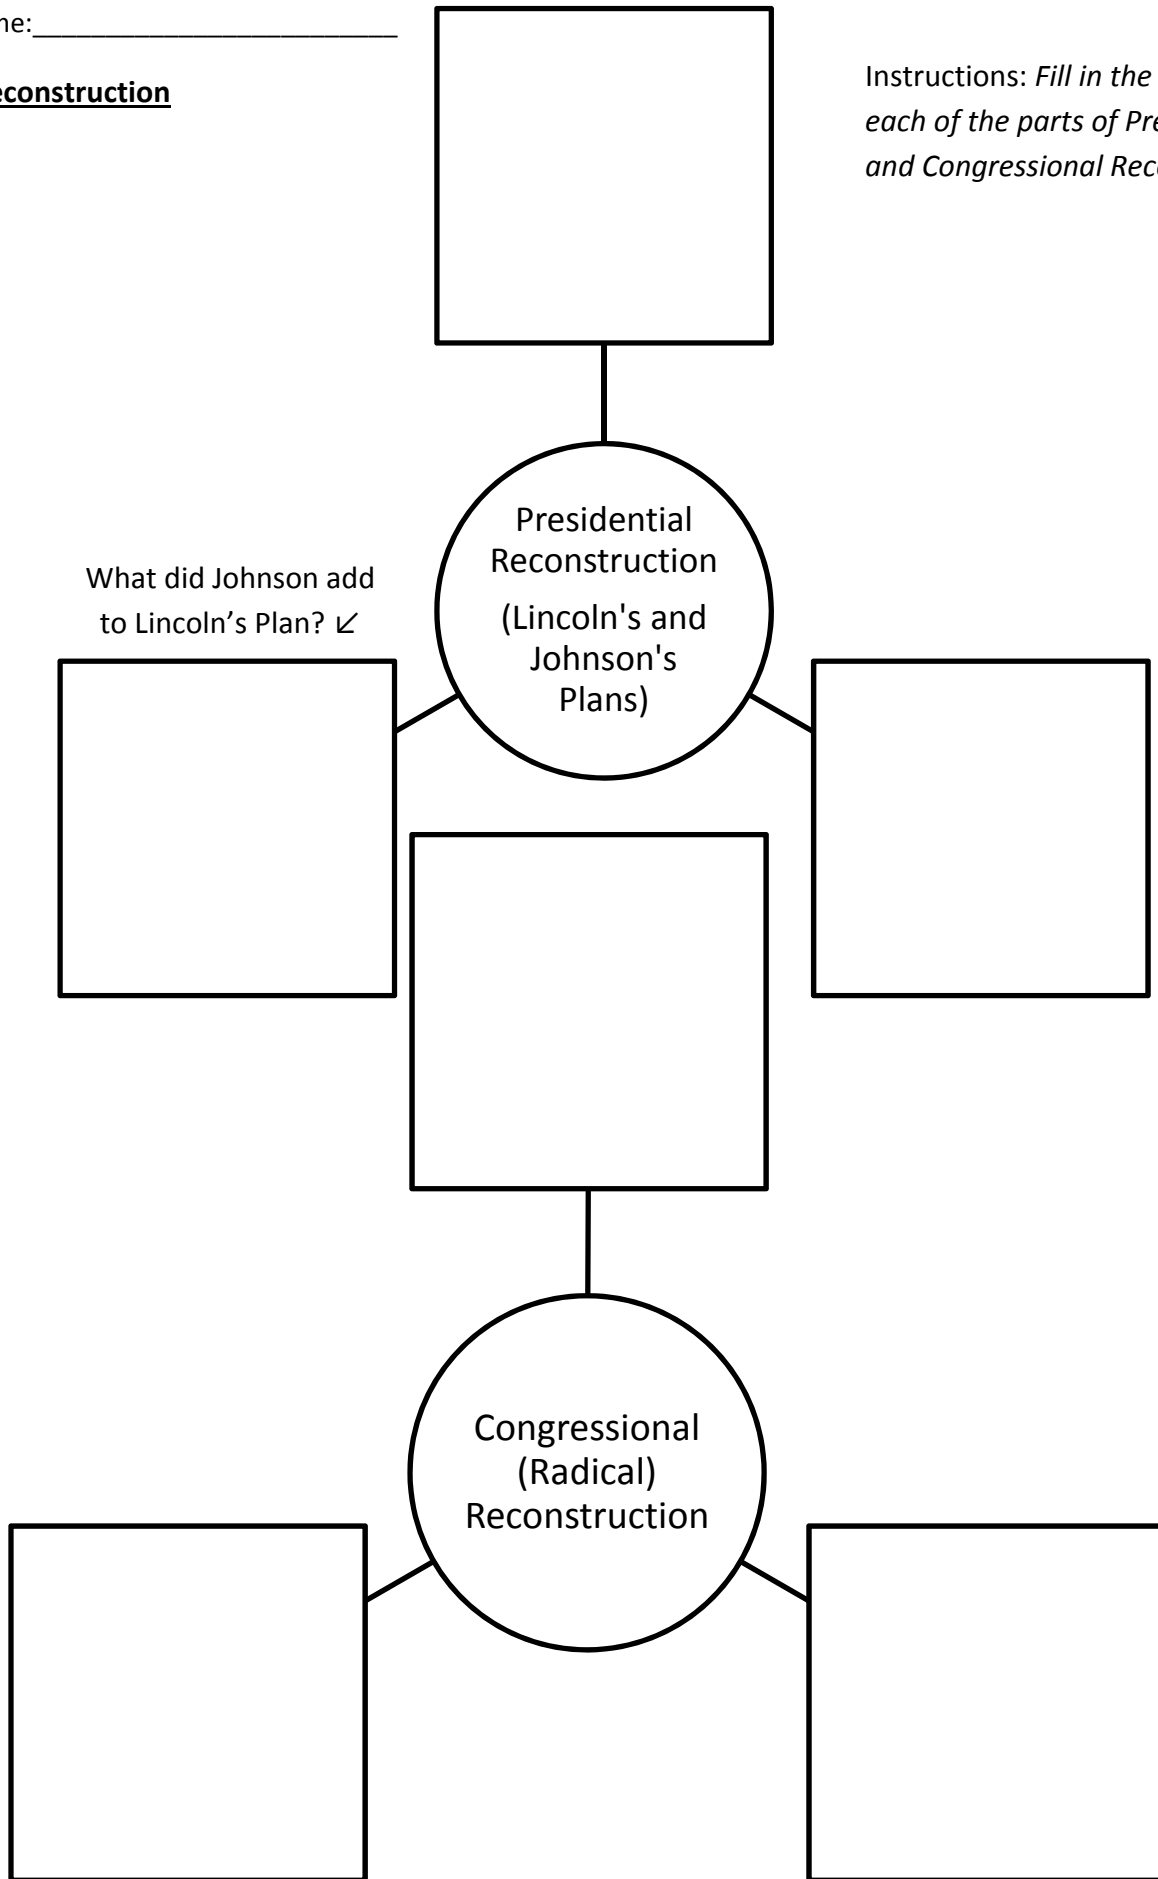 ne:__________________________
econstruction
Instructions: Fill in the
each of the parts of Pre
and Congressional Reco
Presidential
Reconstruction
(Lincoln's and
Johnson's
Plans)
What did Johnson add
to Lincoln’s Plan? ↙
Congressional
(Radical)
Reconstruction